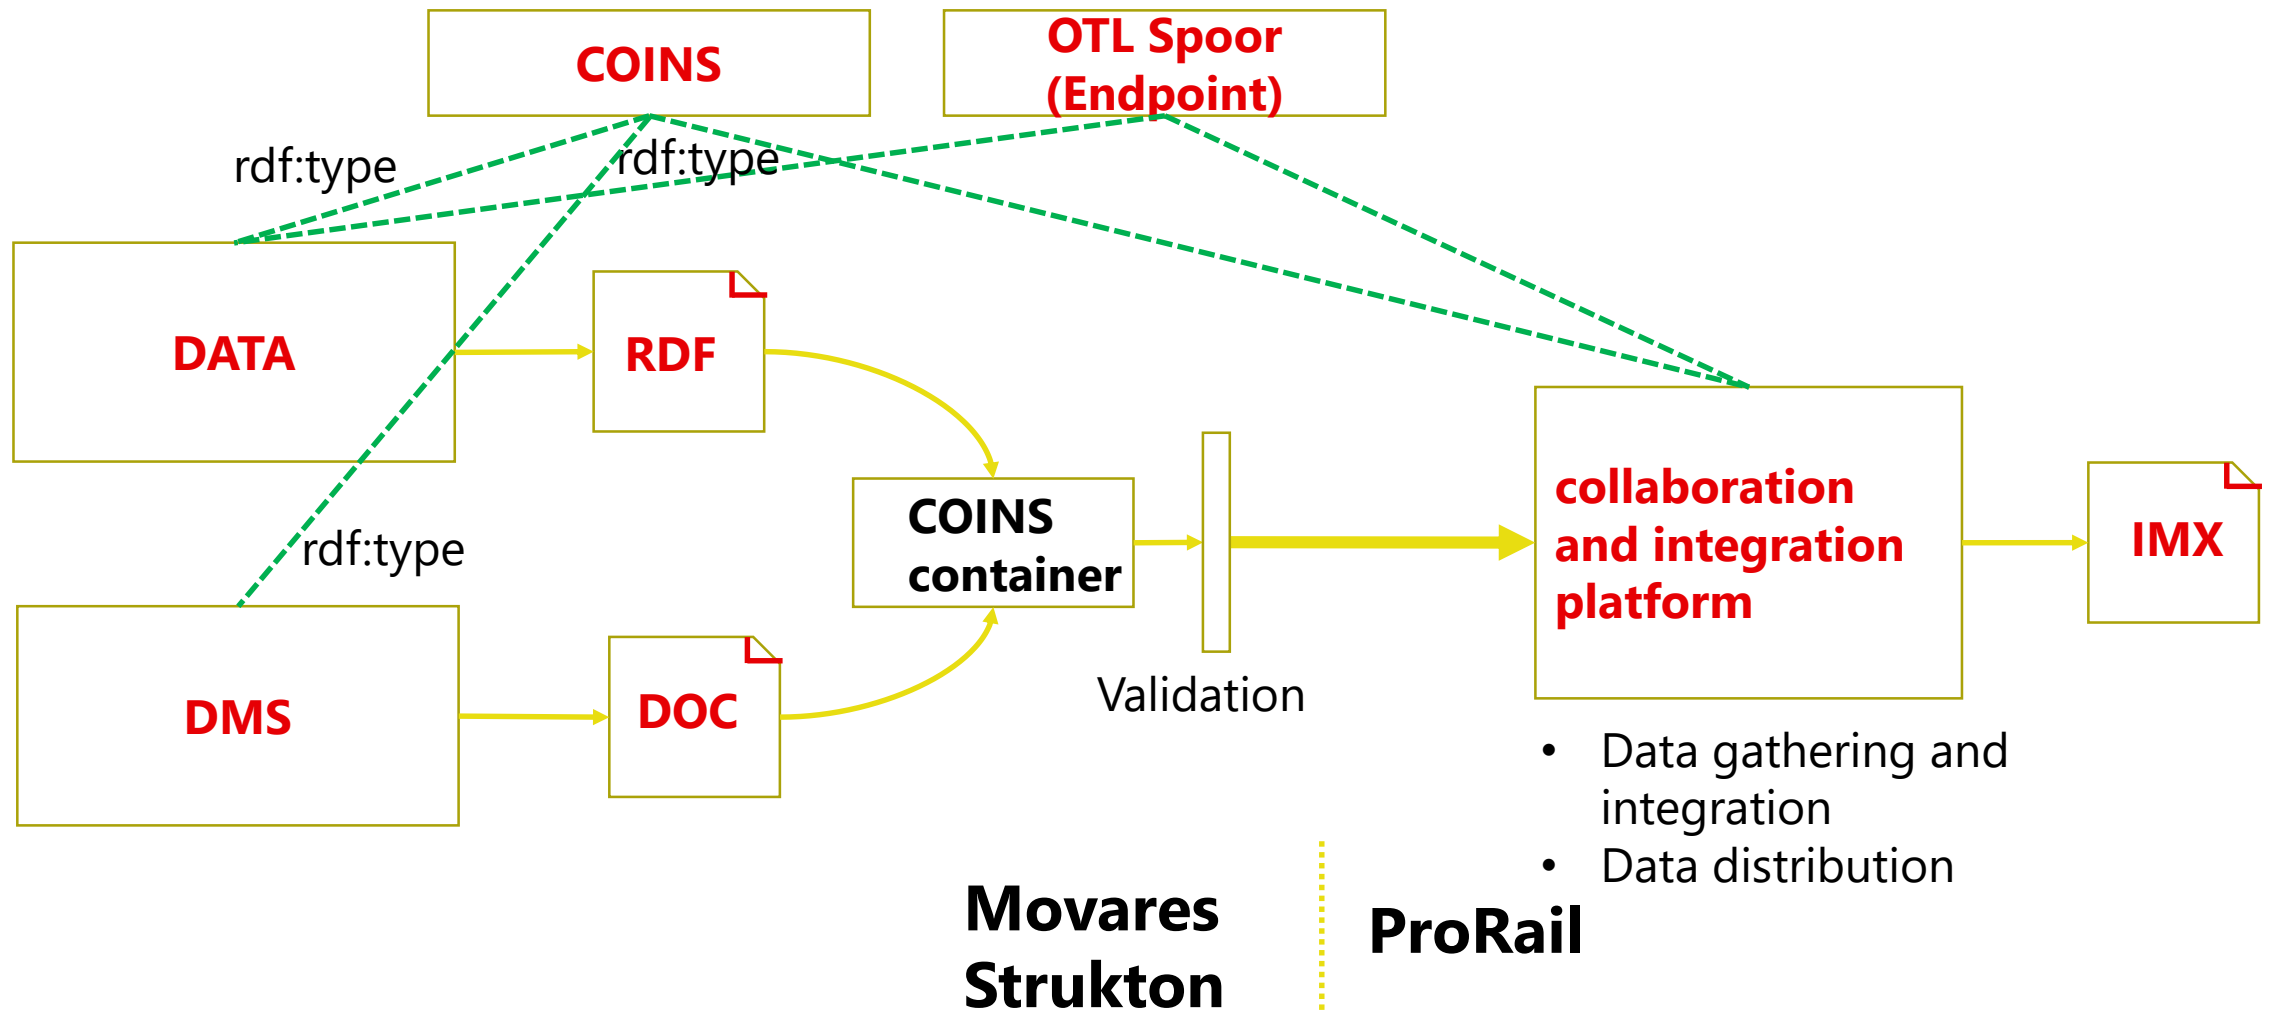 COINS
OTL Spoor
(Endpoint)
rdf:type
rdf:type
DATA
RDF
COINS
container
rdf:type
collaboration
and integration
platform
IMX
DMS
DOC
Validation
• Data gathering and
integration
• Data distribution
Movares
Strukton
ProRail